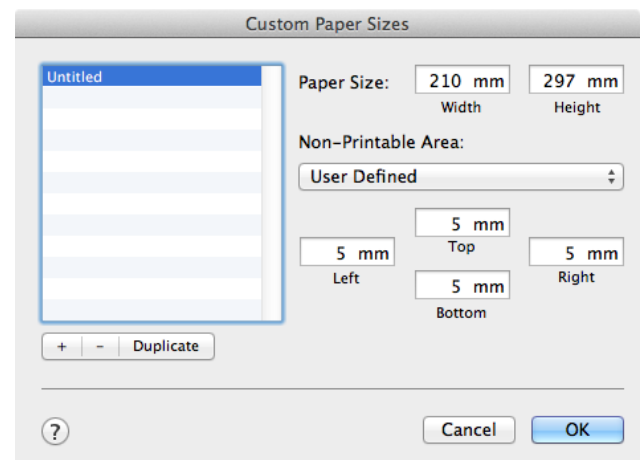 Custom Paper Sizes
Untitled
Paper Size:
210 mm
297 mm
Width
Height
Non-Printable Area:
User Defined
5 mm
Top
5 mm
5 mm
Left
Right
5 mm
Bottom
+ - Duplicate
? Cancel OK